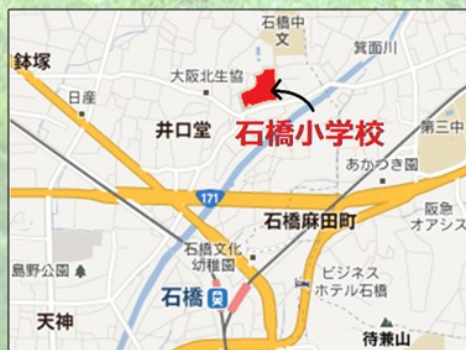 石橋中
文
箕面川
鉢塚
大阪北生協
日産
井口堂
石橋小学校
第三中
あかつき園
171
石橋麻田町
阪急
オアシス
石橋文化
幼稚園
島野公園
ビジネス
ホテル石橋
石橋
天神
待兼山